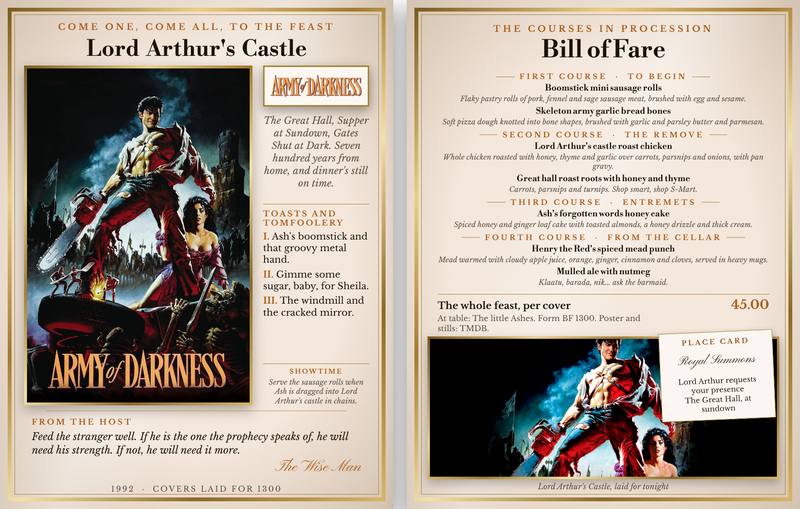 COME ONE, COME ALL, TO THE FEAST
Lord Arthur's Castle
ARMY of DARKNESS
The Great Hall, Supper
at Sundown, Gates
Shut at Dark. Seven
hundred years from
home, and dinner's still
on time.
TOASTS AND
TOMFOOLERY
I. Ash's boomstick and
that groovy metal
hand.
II. Gimme some
sugar, baby, for Sheila.
III. The windmill and
the cracked mirror.
ARMY of DARKNESS
SHOWTIME
Serve the sausage rolls when
Ash is dragged into Lord
Arthur's castle in chains.
FROM THE HOST
Feed the stranger well. If he is the one the prophecy speaks of, he will
need his strength. If not, he will need it more.
The Wise Man
1992 · COVERS LAID FOR 1300
THE COURSES IN PROCESSION
Bill of Fare
FIRST COURSE · TO BEGIN
Boomstick mini sausage rolls
Flaky pastry rolls of pork, fennel and sage sausage meat, brushed with egg and sesame.
Skeleton army garlic bread bones
Soft pizza dough knotted into bone shapes, brushed with garlic and parsley butter and parmesan.
SECOND COURSE · THE REMOVE
Lord Arthur's castle roast chicken
Whole chicken roasted with honey, thyme and garlic over carrots, parsnips and onions, with pan
gravy.
Great hall roast roots with honey and thyme
Carrots, parsnips and turnips. Shop smart, shop S-Mart.
THIRD COURSE · ENTREMETS
Ash's forgotten words honey cake
Spiced honey and ginger loaf cake with toasted almonds, a honey drizzle and thick cream.
FOURTH COURSE · FROM THE CELLAR
Henry the Red's spiced mead punch
Mead warmed with cloudy apple juice, orange, ginger, cinnamon and cloves, served in heavy mugs.
Mulled ale with nutmeg
Klaatu, barada, nik... ask the barmaid.
The whole feast, per cover 45.00
At table: The little Ashes. Form BF 1300. Poster and
stills: TMDB.
PLACE CARD
Royal Summons
Lord Arthur requests
your presence
The Great Hall, at
sundown
Lord Arthur's Castle, laid for tonight